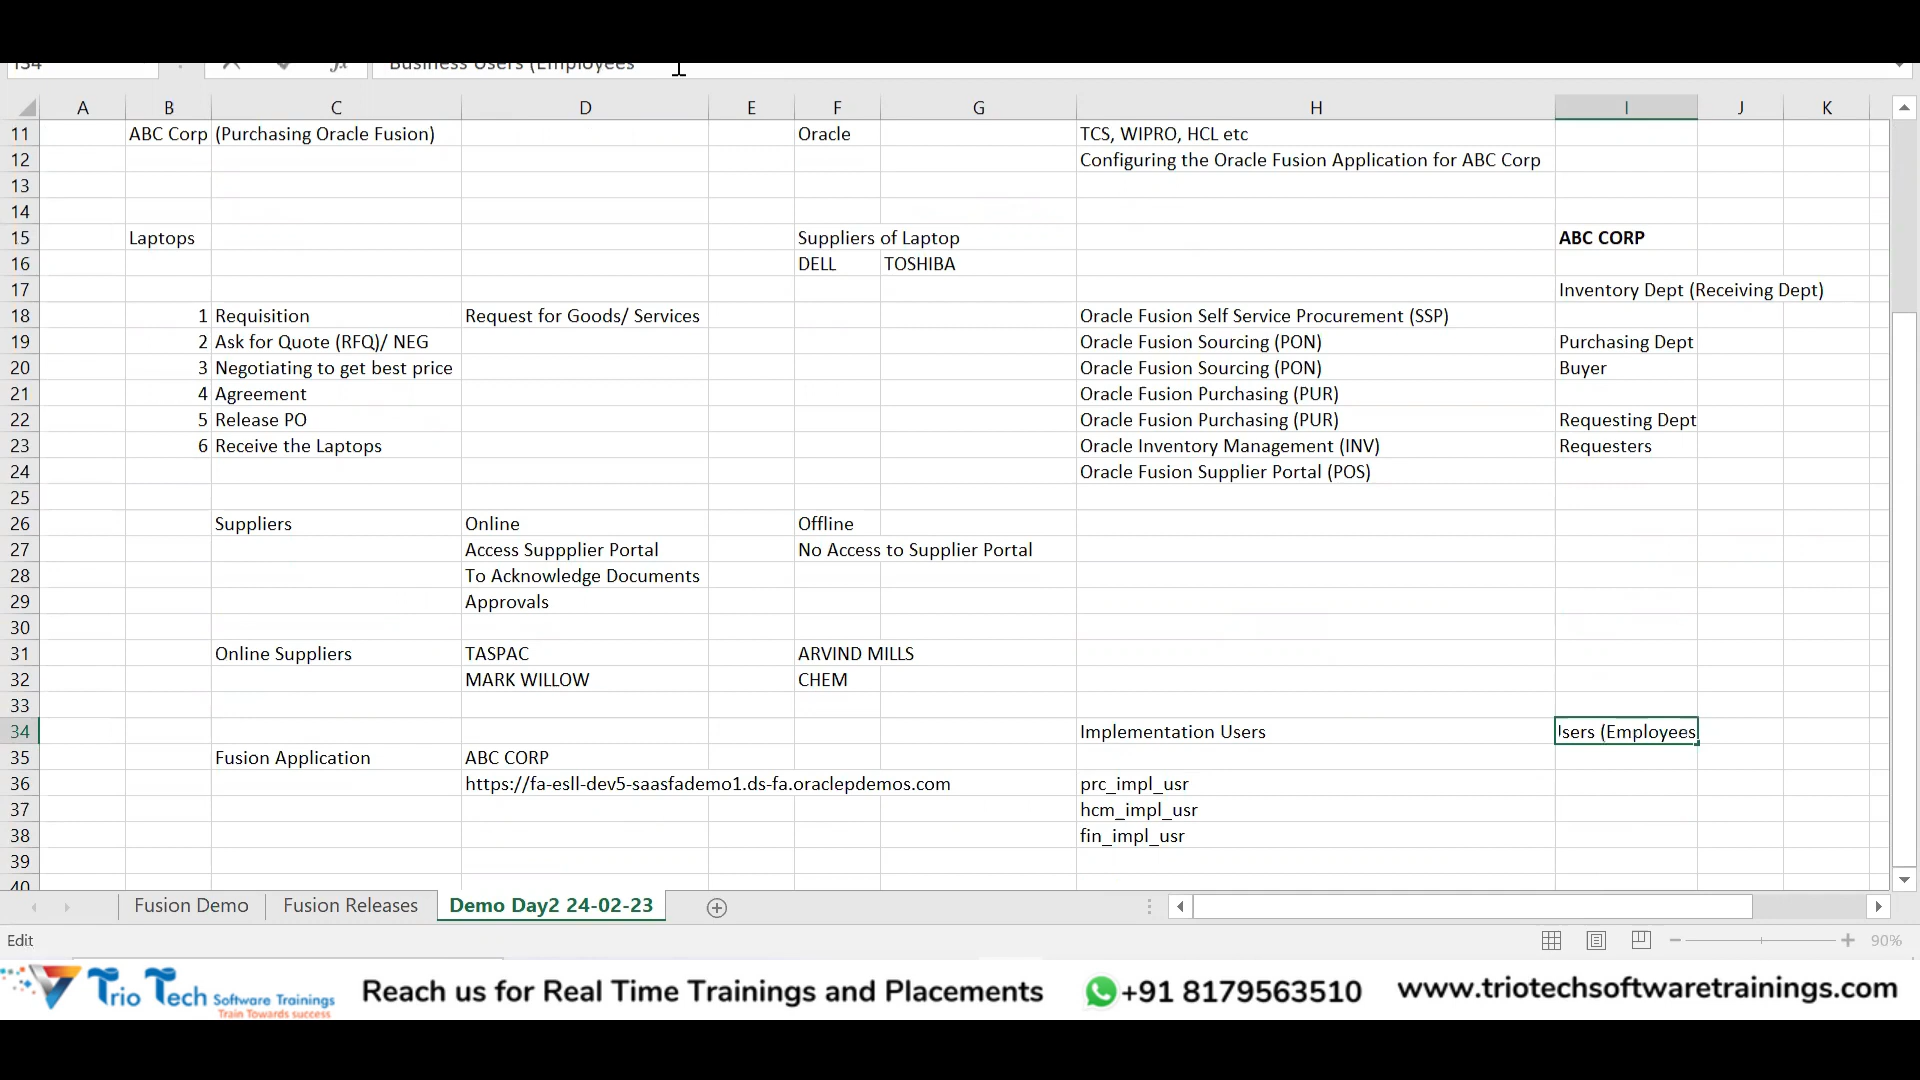 I34 Business Users (Employees
A B C D E F G H I J K
11 ABC Corp (Purchasing Oracle Fusion) Oracle TCS, WIPRO, HCL etc
12 Configuring the Oracle Fusion Application for ABC Corp
13
14
15 Laptops Suppliers of Laptop ABC CORP
16 DELL TOSHIBA
17 Inventory Dept (Receiving Dept)
18 1 Requisition Request for Goods/ Services Oracle Fusion Self Service Procurement (SSP)
19 2 Ask for Quote (RFQ)/ NEG Oracle Fusion Sourcing (PON) Purchasing Dept
20 3 Negotiating to get best price Oracle Fusion Sourcing (PON) Buyer
21 4 Agreement Oracle Fusion Purchasing (PUR)
22 5 Release PO Oracle Fusion Purchasing (PUR) Requesting Dept
23 6 Receive the Laptops Oracle Inventory Management (INV) Requesters
24 Oracle Fusion Supplier Portal (POS)
25
26 Suppliers Online Offline
27 Access Suppplier Portal No Access to Supplier Portal
28 To Acknowledge Documents
29 Approvals
30
31 Online Suppliers TASPAC ARVIND MILLS
32 MARK WILLOW CHEM
33
34 Implementation Users Users (Employees
35 Fusion Application ABC CORP
36 https://fa-esll-dev5-saasfademo1.ds-fa.oraclepdemos.com prc_impl_usr
37 hcm_impl_usr
38 fin_impl_usr
39
40
Fusion Demo Fusion Releases Demo Day2 24-02-23
Edit 90%
Trio Tech Software Trainings
Train Towards success
Reach us for Real Time Trainings and Placements +91 8179563510 www.triotechsoftwaretrainings.com